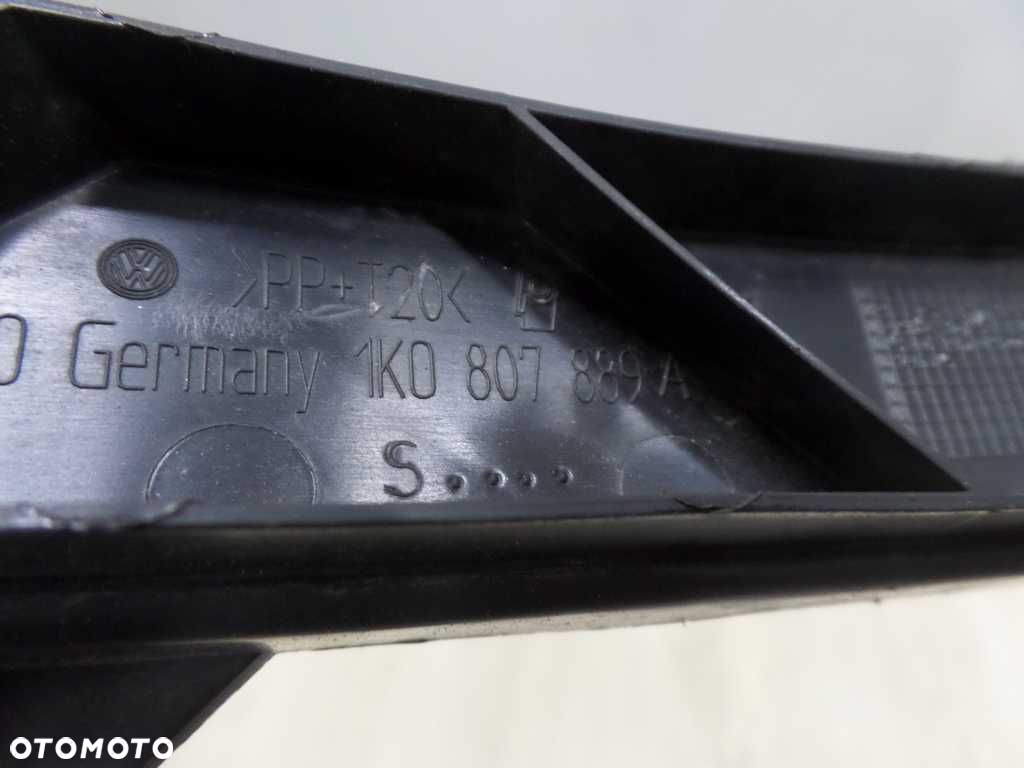 >PP+T20<
Germany 1K0 807 889 A
S....
OTOMOTO